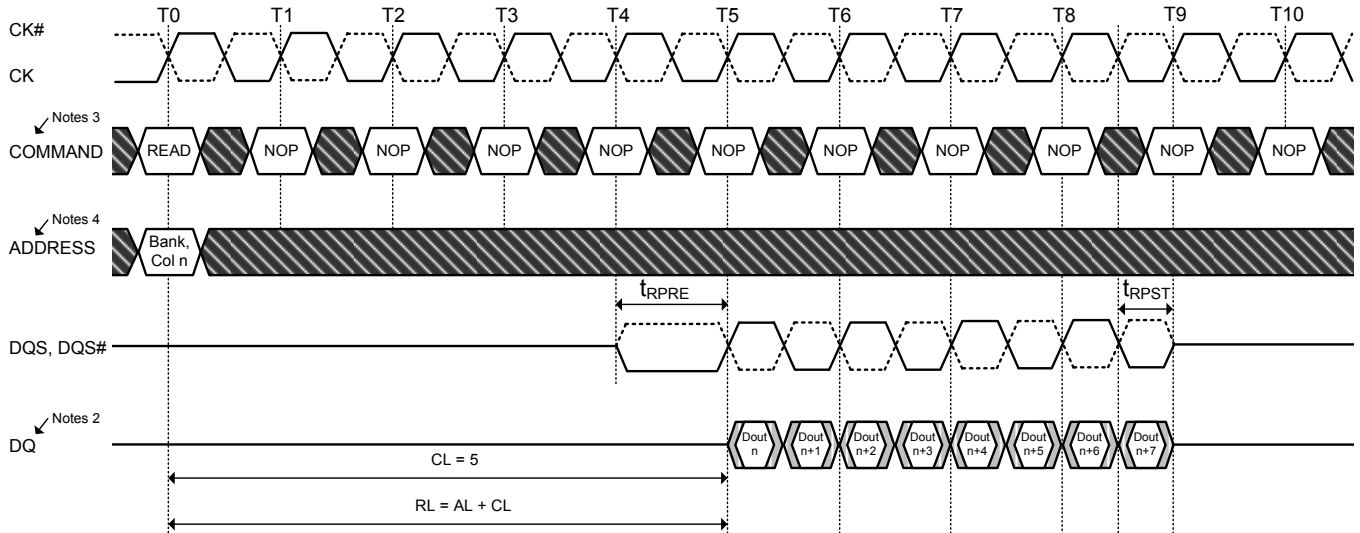 T0 T1 T2 T3 T4 T5 T6 T7 T8 T9 T10
CK#
CK
Notes 3
COMMAND READ NOP NOP NOP NOP NOP NOP NOP NOP NOP NOP
Notes 4
ADDRESS Bank,
Col n
tRPRE tRPST
DQS, DQS#
Notes 2
DQ Dout Dout Dout Dout Dout Dout Dout Dout
n n+1 n+2 n+3 n+4 n+5 n+6 n+7
CL = 5
RL = AL + CL